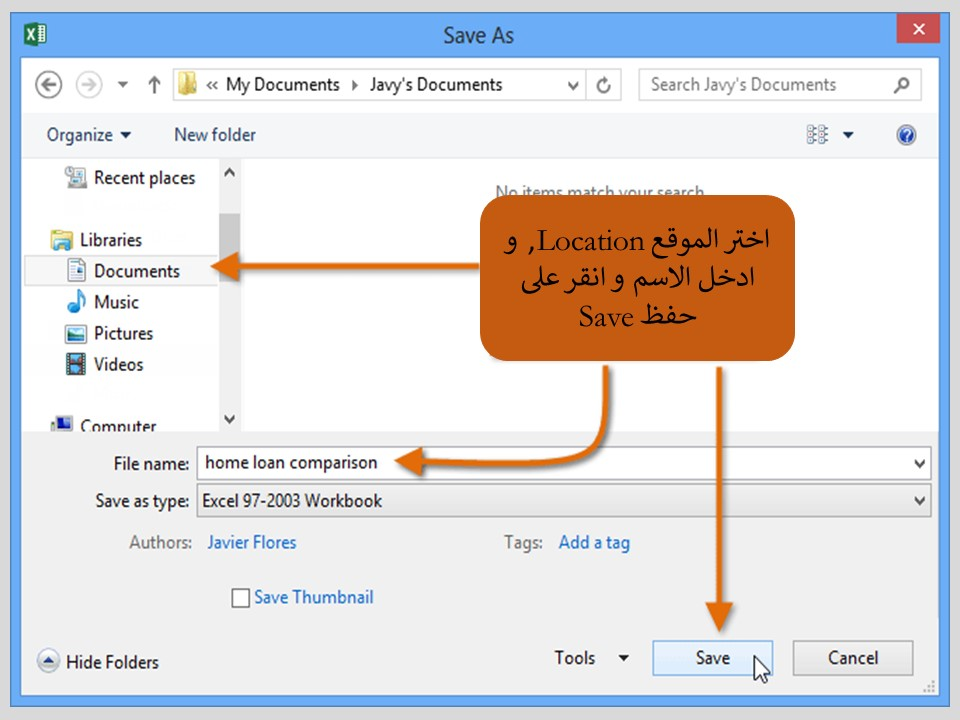 Save As
« My Documents Javy's Documents
Search Javy's Documents
Organize
New folder
Recent places
Libraries
Documents
Music
Pictures
Videos
Computer
No items match your search.
اختر الموقع Location, و
ادخل الاسم و انقر على
حفظ Save
File name: home loan comparison
Save as type: Excel 97-2003 Workbook
Authors: Javier Flores
Tags: Add a tag
Save Thumbnail
Hide Folders
Tools
Save
Cancel